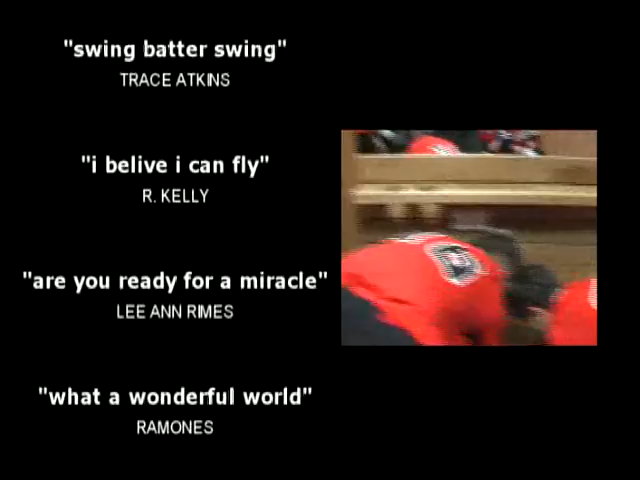 "swing batter swing"
TRACE ATKINS
"i belive i can fly"
R. KELLY
"are you ready for a miracle"
LEE ANN RIMES
"what a wonderful world"
RAMONES